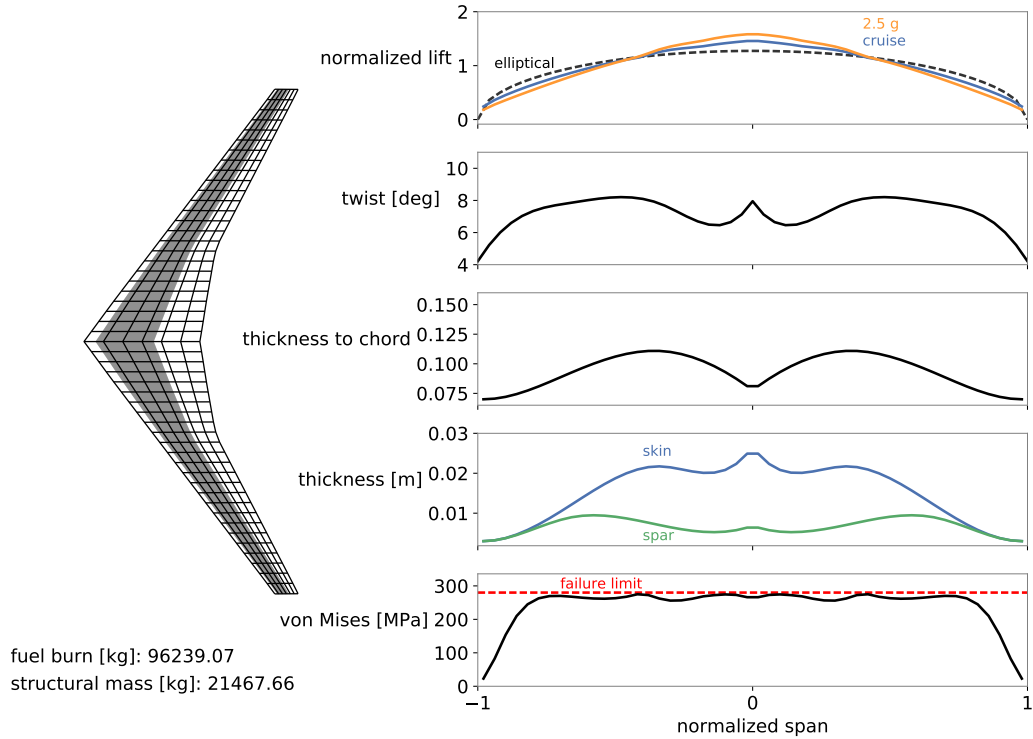 2
2.5 g
cruise
normalized lift
elliptical
1
0
10
twist [deg]
8
6
4
0.150
0.125
thickness to chord
0.100
0.075
0.03
skin
0.02
thickness [m]
0.01
spar
300
failure limit
von Mises [MPa]
200
100
0
−1
0
1
normalized span
fuel burn [kg]: 96239.07
structural mass [kg]: 21467.66